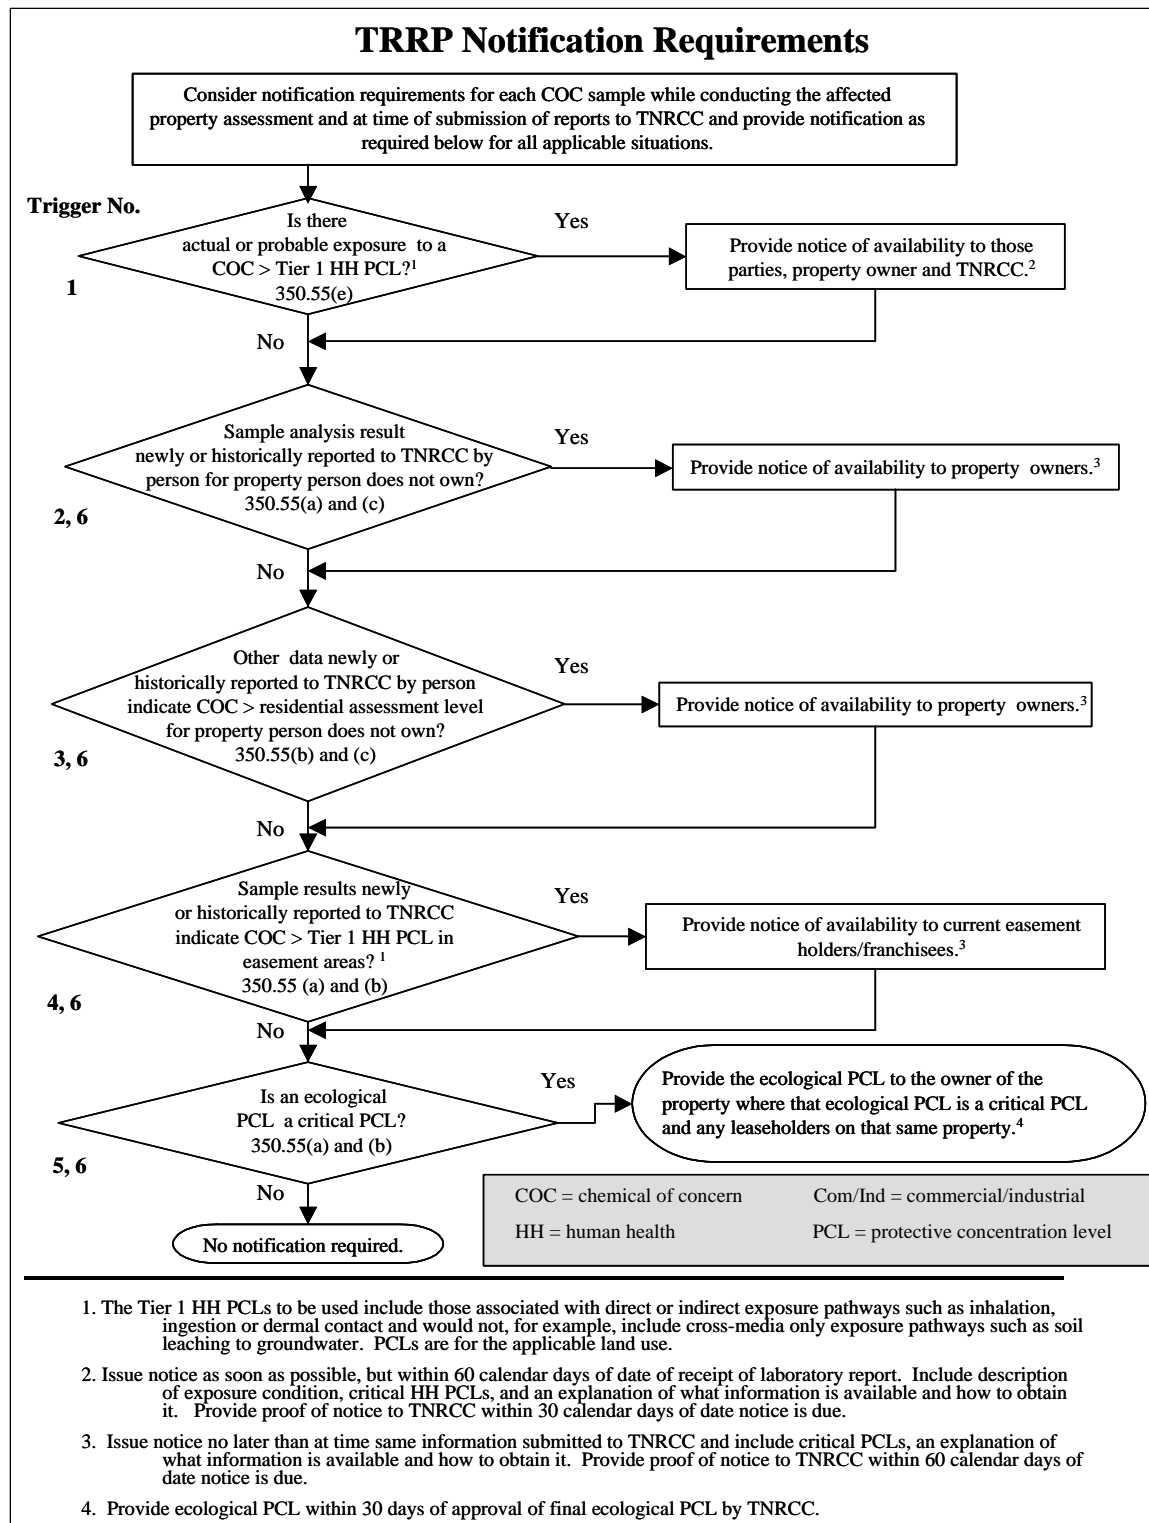 TRRP Notification Requirements
Consider notification requirements for each COC sample while conducting the affected
property assessment and at time of submission of reports to TNRCC and provide notification as
required below for all applicable situations.
Trigger No.
Is there
actual or probable exposure to a
COC > Tier 1 HH PCL?1
350.55(e)
1
Yes
Provide notice of availability to those
parties, property owner and TNRCC.2
No
Sample analysis result
newly or historically reported to TNRCC by
person for property person does not own?
350.55(a) and (c)
2, 6
Yes
Provide notice of availability to property owners.3
No
Other data newly or
historically reported to TNRCC by person
indicate COC > residential assessment level
for property person does not own?
350.55(b) and (c)
3, 6
Yes
Provide notice of availability to property owners.3
No
Sample results newly
or historically reported to TNRCC
indicate COC > Tier 1 HH PCL in
easement areas? 1
350.55 (a) and (b)
4, 6
Yes
Provide notice of availability to current easement
holders/franchisees.3
No
Is an ecological
PCL a critical PCL?
350.55(a) and (b)
5, 6
Yes
Provide the ecological PCL to the owner of the
property where that ecological PCL is a critical PCL
and any leaseholders on that same property.4
No
No notification required.
COC = chemical of concern Com/Ind = commercial/industrial
HH = human health PCL = protective concentration level
1. The Tier 1 HH PCLs to be used include those associated with direct or indirect exposure pathways such as inhalation,
ingestion or dermal contact and would not, for example, include cross-media only exposure pathways such as soil
leaching to groundwater. PCLs are for the applicable land use.
2. Issue notice as soon as possible, but within 60 calendar days of date of receipt of laboratory report. Include description
of exposure condition, critical HH PCLs, and an explanation of what information is available and how to obtain
it. Provide proof of notice to TNRCC within 30 calendar days of date notice is due.
3. Issue notice no later than at time same information submitted to TNRCC and include critical PCLs, an explanation of
what information is available and how to obtain it. Provide proof of notice to TNRCC within 60 calendar days of
date notice is due.
4. Provide ecological PCL within 30 days of approval of final ecological PCL by TNRCC.